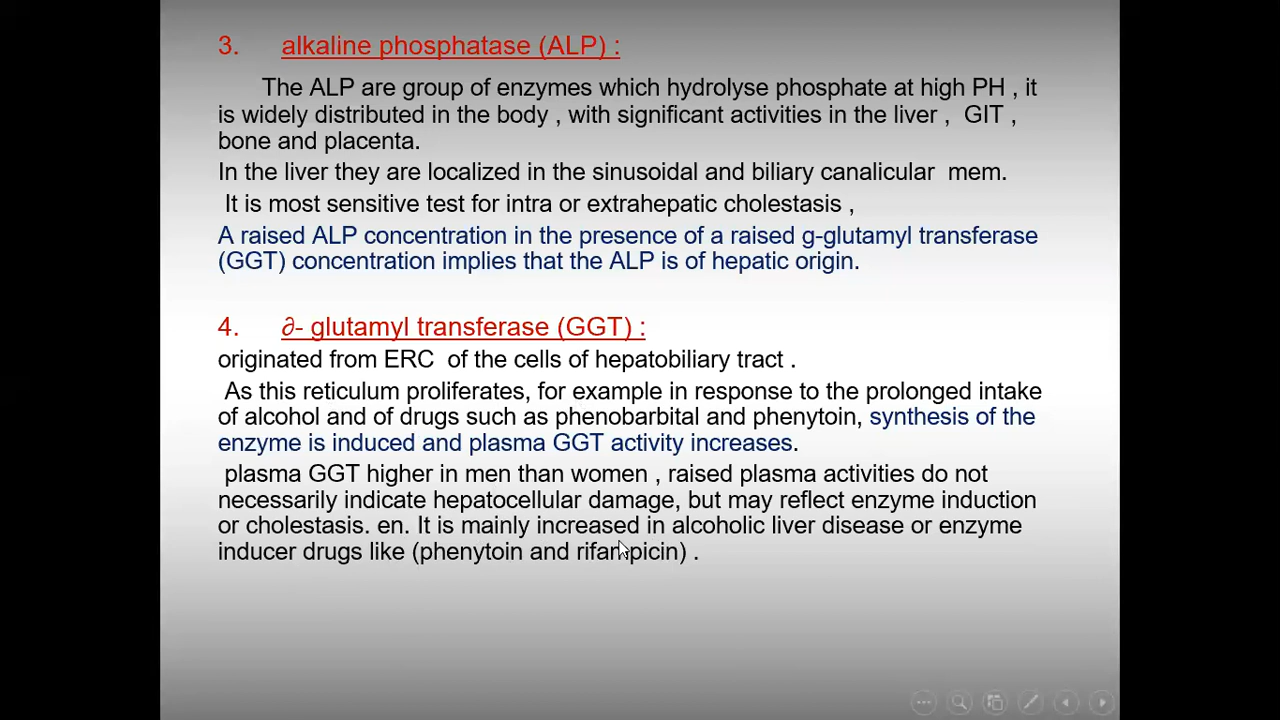 3. alkaline phosphatase (ALP) :
The ALP are group of enzymes which hydrolyse phosphate at high PH , it
is widely distributed in the body , with significant activities in the liver , GIT ,
bone and placenta.
In the liver they are localized in the sinusoidal and biliary canalicular mem.
It is most sensitive test for intra or extrahepatic cholestasis ,
A raised ALP concentration in the presence of a raised g-glutamyl transferase
(GGT) concentration implies that the ALP is of hepatic origin.
4. ∂- glutamyl transferase (GGT) :
originated from ERC of the cells of hepatobiliary tract .
As this reticulum proliferates, for example in response to the prolonged intake
of alcohol and of drugs such as phenobarbital and phenytoin, synthesis of the
enzyme is induced and plasma GGT activity increases.
plasma GGT higher in men than women , raised plasma activities do not
necessarily indicate hepatocellular damage, but may reflect enzyme induction
or cholestasis. en. It is mainly increased in alcoholic liver disease or enzyme
inducer drugs like (phenytoin and rifampicin) .